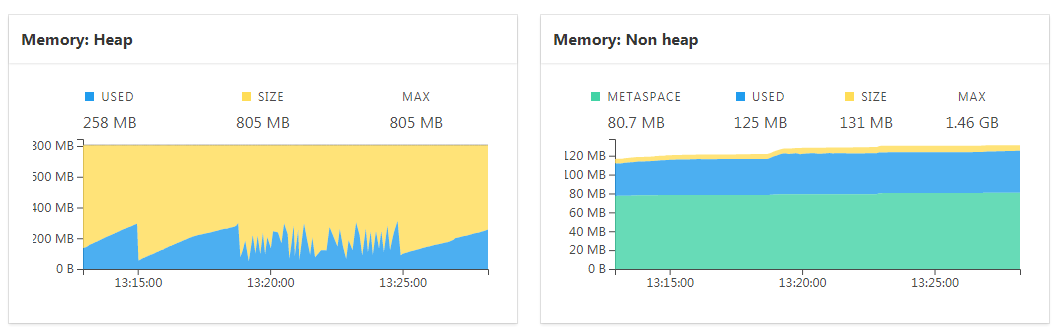 Memory: Heap
USED SIZE MAX
258 MB 805 MB 805 MB
800 MB
600 MB
400 MB
200 MB
0 B
13:15:00 13:20:00 13:25:00
Memory: Non heap
METASPACE USED SIZE MAX
80.7 MB 125 MB 131 MB 1.46 GB
120 MB
100 MB
80 MB
60 MB
40 MB
20 MB
0 B
13:15:00 13:20:00 13:25:00